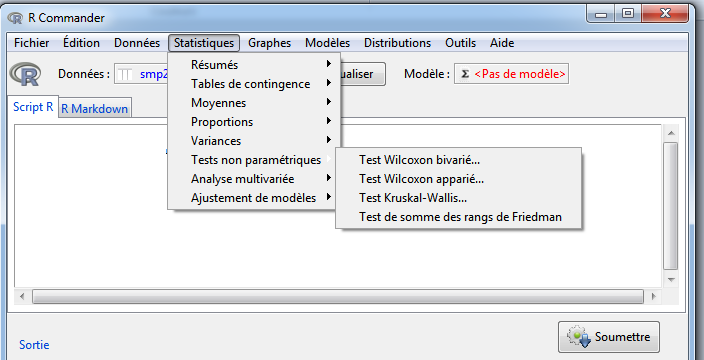 R Commander
Fichier Édition Données Statistiques Graphes Modèles Distributions Outils Aide
Données : smp2 ualiser Modèle : Σ <Pas de modèle>
Script R R Markdown
Résumés
Tables de contingence
Moyennes
Proportions
Variances
Tests non paramétriques
Analyse multivariée
Ajustement de modèles
Test Wilcoxon bivarié...
Test Wilcoxon apparié...
Test Kruskal-Wallis...
Test de somme des rangs de Friedman
Sortie
Soumettre